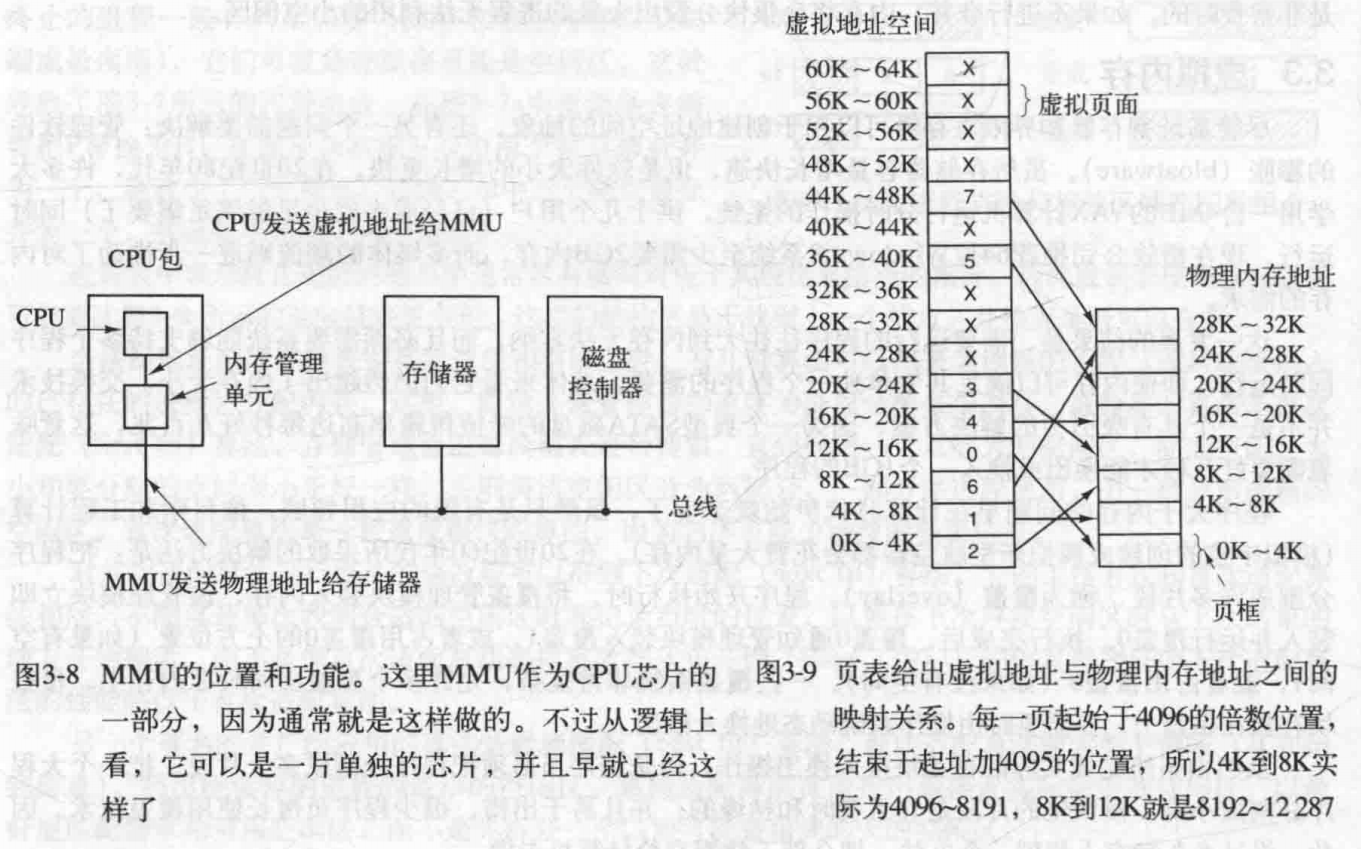 CPU发送虚拟地址给MMU
CPU包
CPU
内存管理
单元
存储器
磁盘
控制器
总线
MMU发送物理地址给存储器
图3-8 MMU的位置和功能。这里MMU作为CPU芯片的
一部分，因为通常就是这样做的。不过从逻辑上
看，它可以是一片单独的芯片，并且早就已经这
样了
虚拟地址空间
60K～64K X
56K～60K X
虚拟页面
52K～56K X
48K～52K X
44K～48K 7
40K～44K X
36K～40K 5
32K～36K X
28K～32K X
24K～28K X
20K～24K 3
16K～20K 4
12K～16K 0
8K～12K 6
4K～8K 1
0K～4K 2
物理内存地址
28K～32K
24K～28K
20K～24K
16K～20K
12K～16K
8K～12K
4K～8K
0K～4K
页框
图3-9 页表给出虚拟地址与物理内存地址之间的
映射关系。每一页起始于4096的倍数位置，
结束于起址加4095的位置，所以4K到8K实
际为4096~8191，8K到12K就是8192~12 287